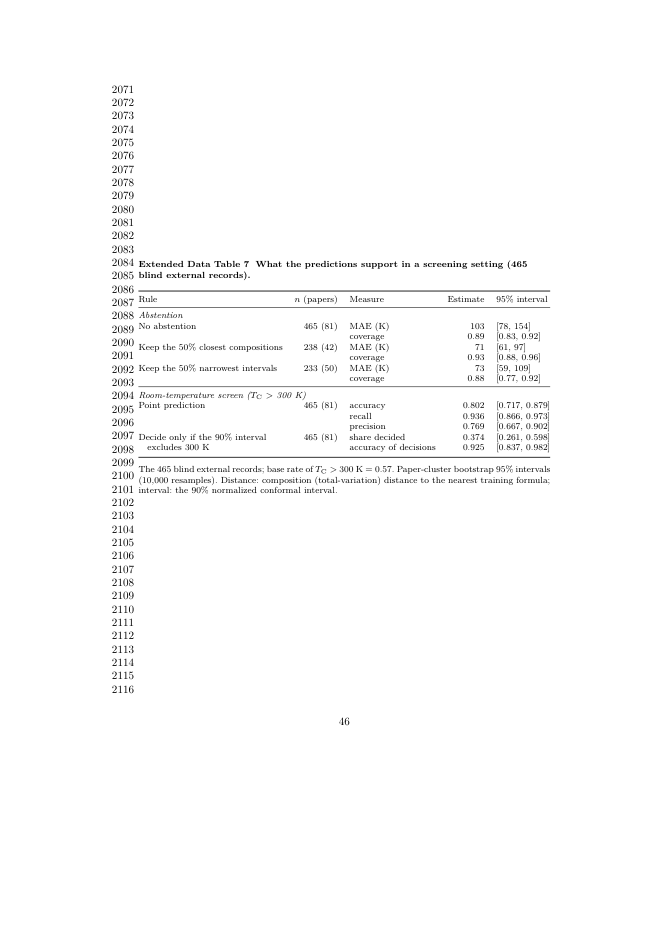 2071
2072
2073
2074
2075
2076
2077
2078
2079
2080
2081
2082
2083
2084 Extended Data Table 7 What the predictions support in a screening setting (465
2085 blind external records).
2086
2087 Rule n (papers) Measure Estimate 95% interval
2088 Abstention
2089 No abstention 465 (81) MAE (K) 103 [78, 154]
2090 coverage 0.89 [0.83, 0.92]
Keep the 50% closest compositions 238 (42) MAE (K) 71 [61, 97]
2091 coverage 0.93 [0.88, 0.96]
2092 Keep the 50% narrowest intervals 233 (50) MAE (K) 73 [59, 109]
2093 coverage 0.88 [0.77, 0.92]
2094 Room-temperature screen (TC > 300 K)
2095 Point prediction 465 (81) accuracy 0.802 [0.717, 0.879]
2096 recall 0.936 [0.866, 0.973]
precision 0.769 [0.667, 0.902]
2097 Decide only if the 90% interval 465 (81) share decided 0.374 [0.261, 0.598]
2098 excludes 300 K accuracy of decisions 0.925 [0.837, 0.982]
2099
The 465 blind external records; base rate of TC > 300 K = 0.57. Paper-cluster bootstrap 95% intervals
2100 (10,000 resamples). Distance: composition (total-variation) distance to the nearest training formula;
2101 interval: the 90% normalized conformal interval.
2102
2103
2104
2105
2106
2107
2108
2109
2110
2111
2112
2113
2114
2115
2116
46